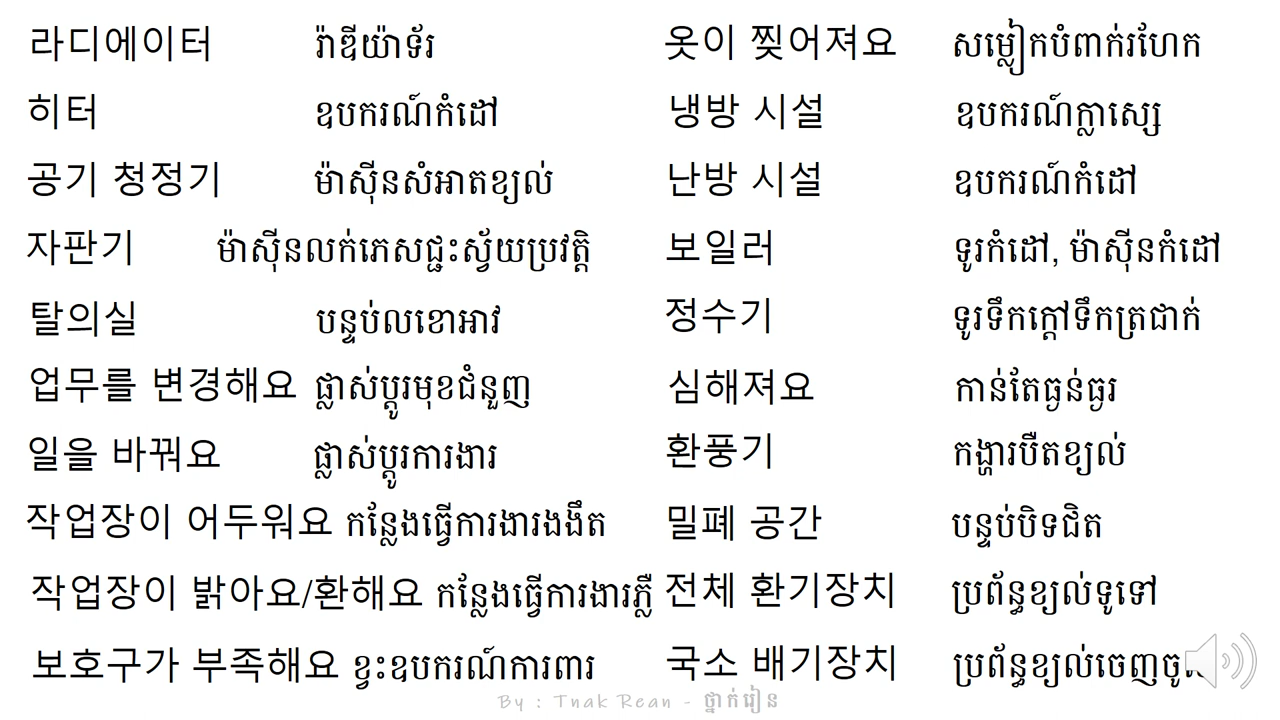 라디에이터 រ៉ាឌីយ៉ាទ័រ
히터 ឧបករណ៍កំដៅ
공기 청정기 ម៉ាស៊ីនសំអាតខ្យល់
자판기 ម៉ាស៊ីនលក់ភេសជ្ជះស្វ័យប្រវត្តិ
탈의실 បន្ទប់លខោអាវ
업무를 변경해요 ផ្លាស់ប្តូរមុខជំនួញ
일을 바꿔요 ផ្លាស់ប្តូរការងារ
작업장이 어두워요 កន្លែងធ្វើការងារងងឹត
작업장이 밝아요/환해요 កន្លែងធ្វើការងារភ្លឺ
보호구가 부족해요 ខ្វះឧបករណ៍ការពារ
옷이 찢어져요 សម្លៀកបំពាក់រហែក
냉방 시설 ឧបករណ៍ក្លាស្សេ
난방 시설 ឧបករណ៍កំដៅ
보일러 ទូរកំដៅ, ម៉ាស៊ីនកំដៅ
정수기 ទូរទឹកក្តៅទឹកត្រជាក់
심해져요 កាន់តែធ្ងន់ធ្ងរ
환풍기 កង្ហារបឺតខ្យល់
밀폐 공간 បន្ទប់បិទជិត
전체 환기장치 ប្រព័ន្ធខ្យល់ទូទៅ
국소 배기장치
By : Tnak Rean - ថ្នាក់រៀន